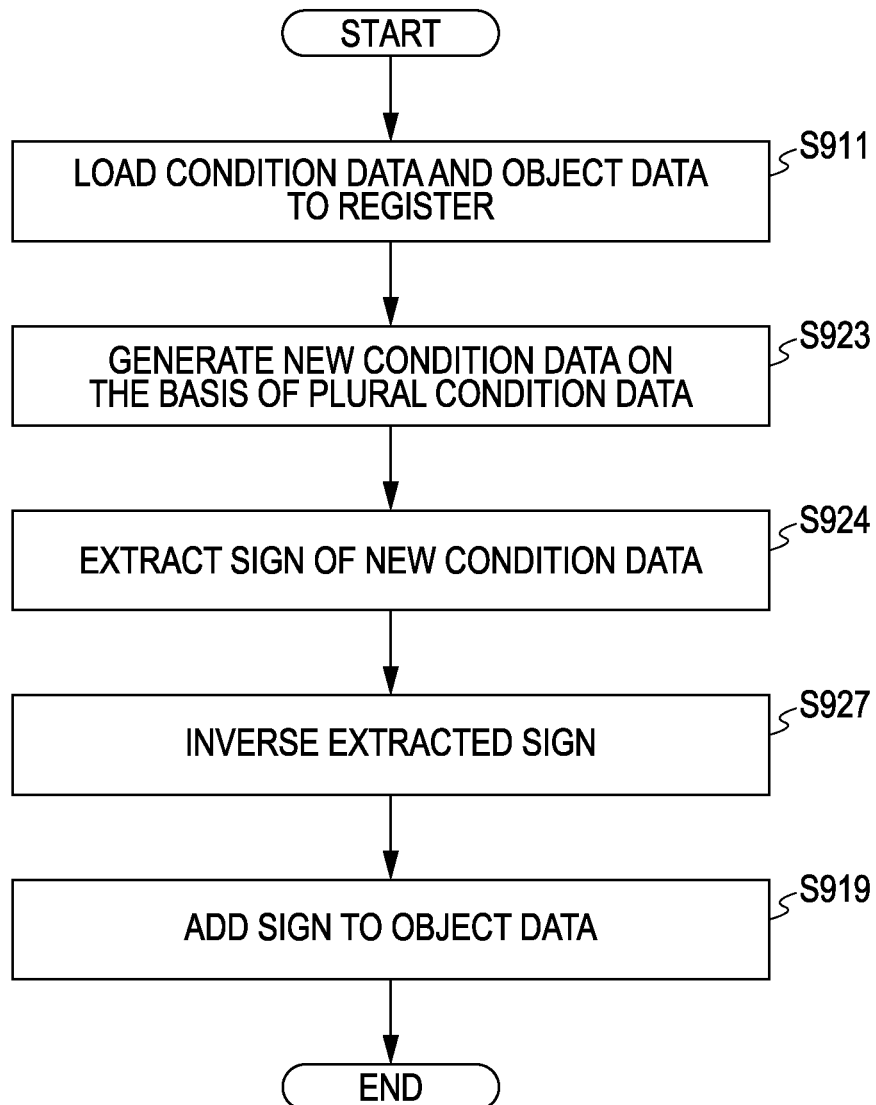 START
S911
LOAD CONDITION DATA AND OBJECT DATA
TO REGISTER
S923
GENERATE NEW CONDITION DATA ON
THE BASIS OF PLURAL CONDITION DATA
S924
EXTRACT SIGN OF NEW CONDITION DATA
S927
INVERSE EXTRACTED SIGN
S919
ADD SIGN TO OBJECT DATA
END